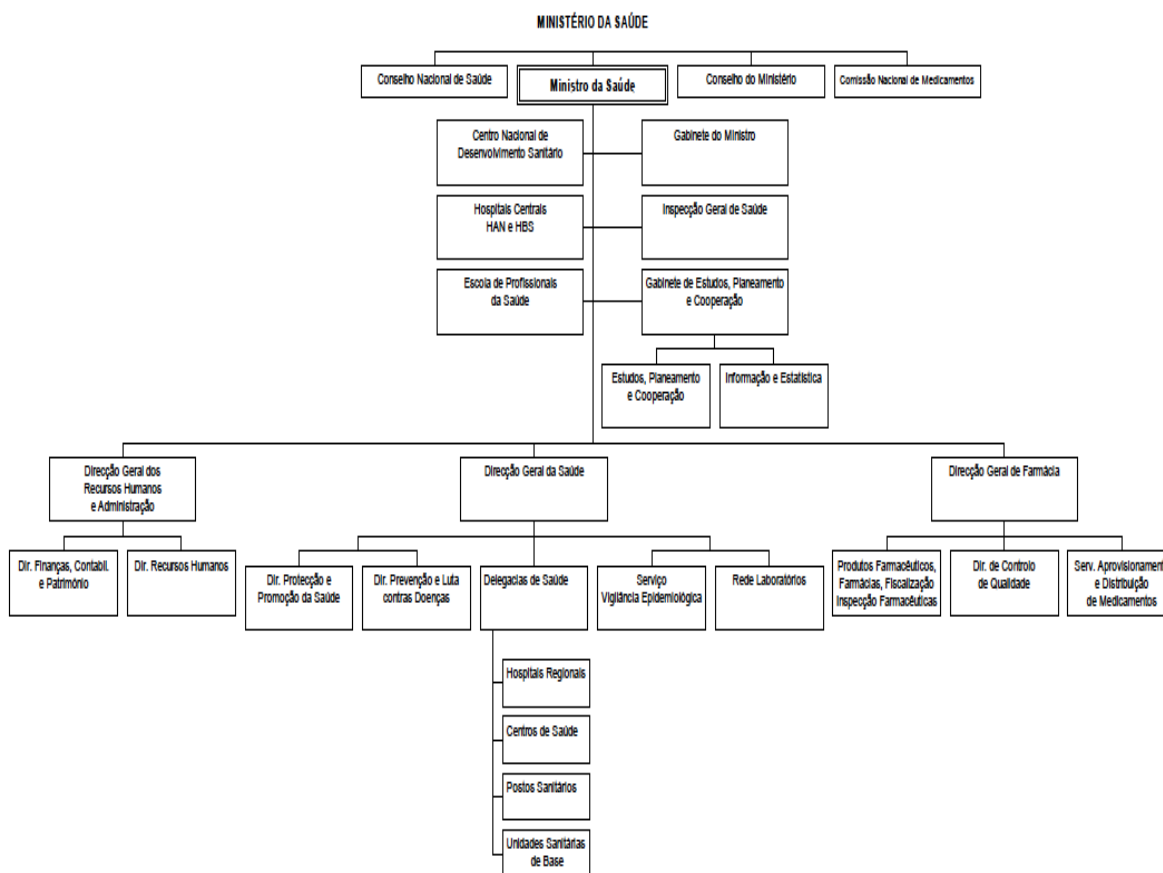 MINISTÉRIO DA SAÚDE
Conselho Nacional de Saúde
Ministro da Saúde
Conselho do Ministério
Comissão Nacional de Medicamentos
Centro Nacional de
Desenvolvimento Sanitário
Gabinete do Ministro
Hospitais Centrais
HAN e HBS
Inspecção Geral de Saúde
Escola de Profissionais
da Saúde
Gabinete de Estudos, Planeamento
e Cooperação
Estudos, Planeamento
e Cooperação
Informação e Estatística
Direcção Geral dos
Recursos Humanos
e Administração
Direcção Geral da Saúde
Direcção Geral de Farmácia
Dir. Finanças, Contabil.
e Património
Dir. Recursos Humanos
Dir. Protecção e
Promoção da Saúde
Dir. Prevenção e Luta
contras Doenças
Delegacias de Saúde
Serviço
Vigilância Epidemiológica
Rede Laboratórios
Produtos Farmacêuticos,
Farmácias, Fiscalização
Inspecção Farmacêuticas
Dir. de Controlo
de Qualidade
Serv. Aprovisionament
e Distribuição
de Medicamentos
Hospitais Regionais
Centros de Saúde
Postos Sanitários
Unidades Sanitárias
de Base